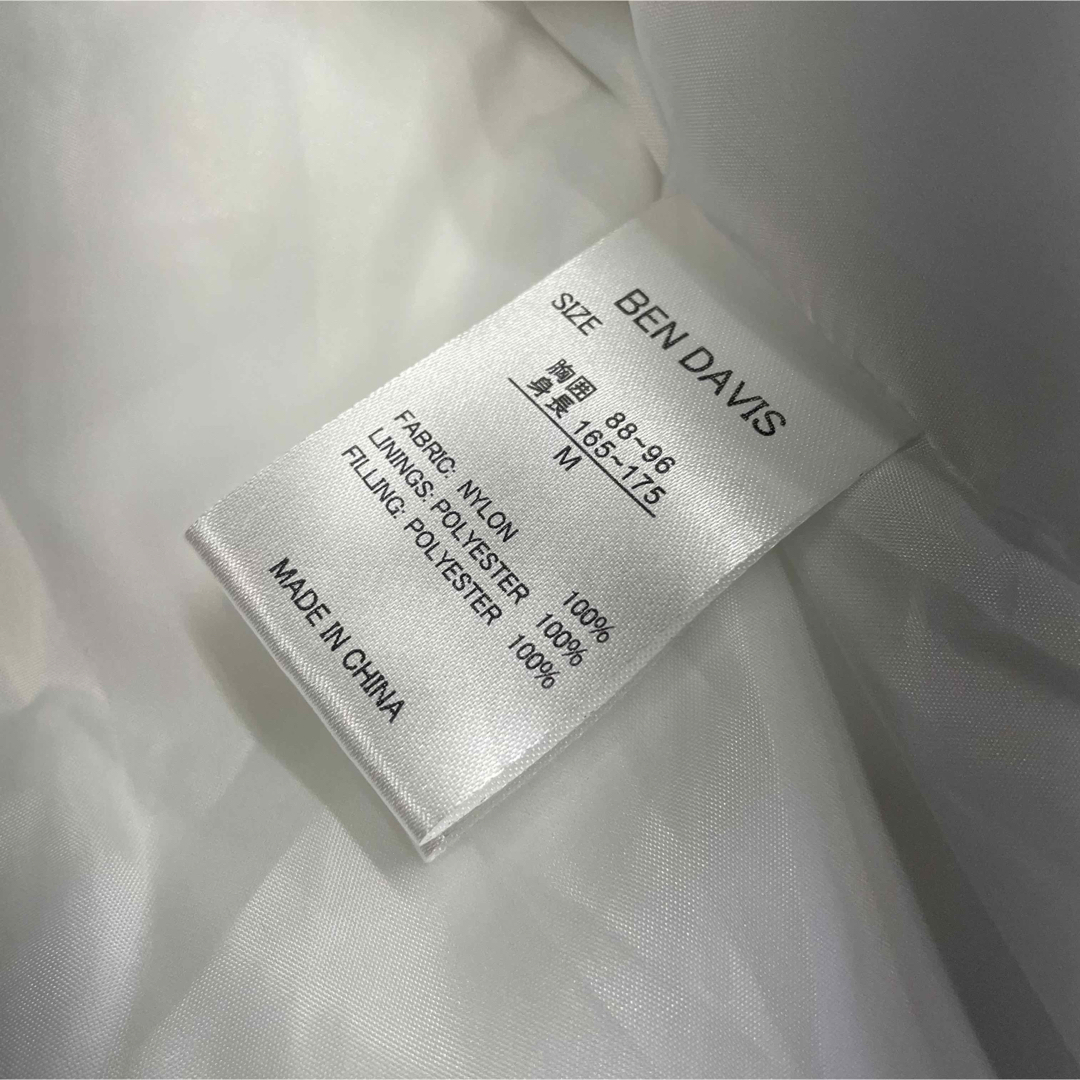 BEN DAVIS
SIZE
胸囲 88~96
身長 165~175
M
FABRIC: NYLON 100%
LININGS: POLYESTER 100%
FILLING: POLYESTER 100%
MADE IN CHINA